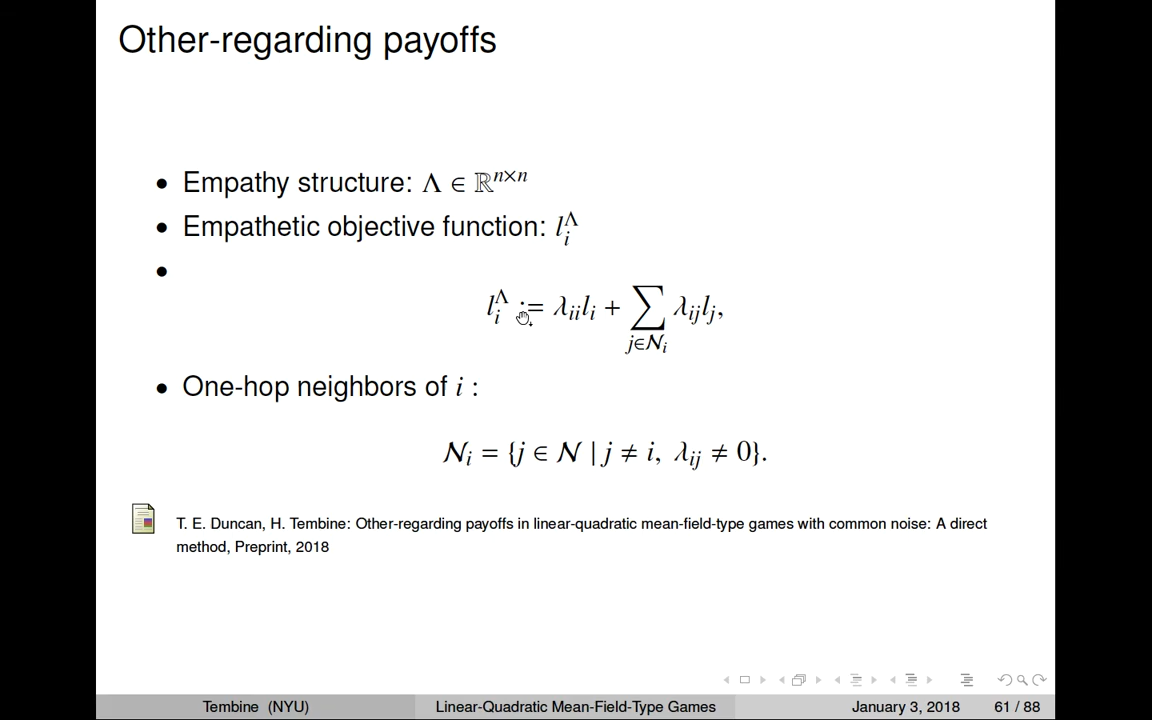 Other-regarding payoffs
• Empathy structure: Λ ∈ ℝⁿˣⁿ
• Empathetic objective function: l_i^Λ
•
l_i^Λ := λ_{ii}l_i + ∑_{j∈𝒩_i} λ_{ij}l_j,
• One-hop neighbors of i :
𝒩_i = {j ∈ 𝒩 | j ≠ i, λ_{ij} ≠ 0}.
T. E. Duncan, H. Tembine: Other-regarding payoffs in linear-quadratic mean-field-type games with common noise: A direct
method, Preprint, 2018
Tembine (NYU) Linear-Quadratic Mean-Field-Type Games January 3, 2018 61 / 88